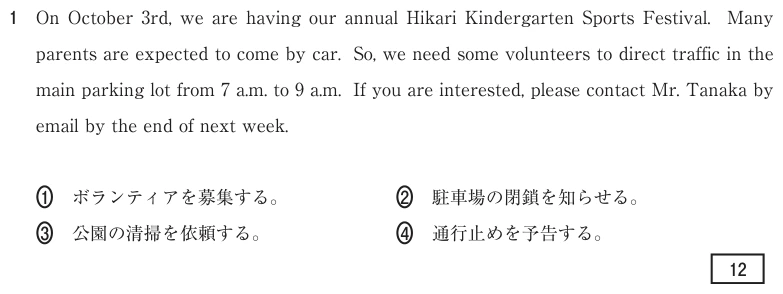 1 On October 3rd, we are having our annual Hikari Kindergarten Sports Festival. Many
parents are expected to come by car. So, we need some volunteers to direct traffic in the
main parking lot from 7 a.m. to 9 a.m. If you are interested, please contact Mr. Tanaka by
email by the end of next week.
① ボランティアを募集する。 ② 駐車場の閉鎖を知らせる。
③ 公園の清掃を依頼する。 ④ 通行止めを予告する。
12